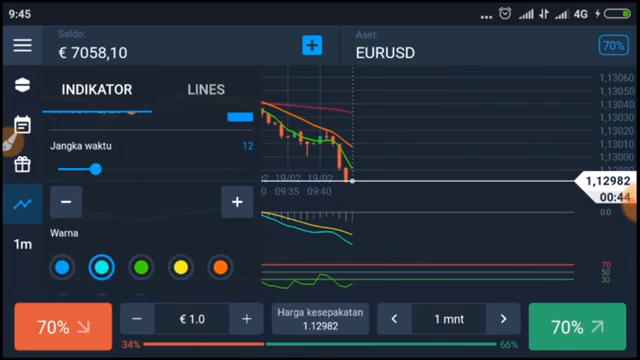 9:45
4G
Saldo:
€ 7058,10
Aset:
EURUSD
70%
INDIKATOR
LINES
Jangka waktu
12
Warna
1m
1,13060
1,13050
1,13040
1,13030
1,13020
1,13010
1,13000
1,12982
00:44
19/02
19/02
09:35
09:40
70
50
30
70%
€ 1.0
Harga kesepakatan
1.12982
1 mnt
70%
34%
66%